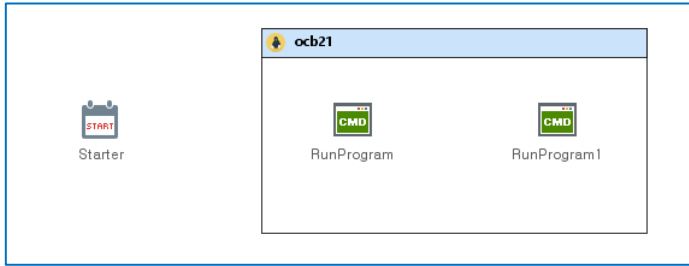 ocb21
START
CMD
CMD
Starter
RunProgram
RunProgram1